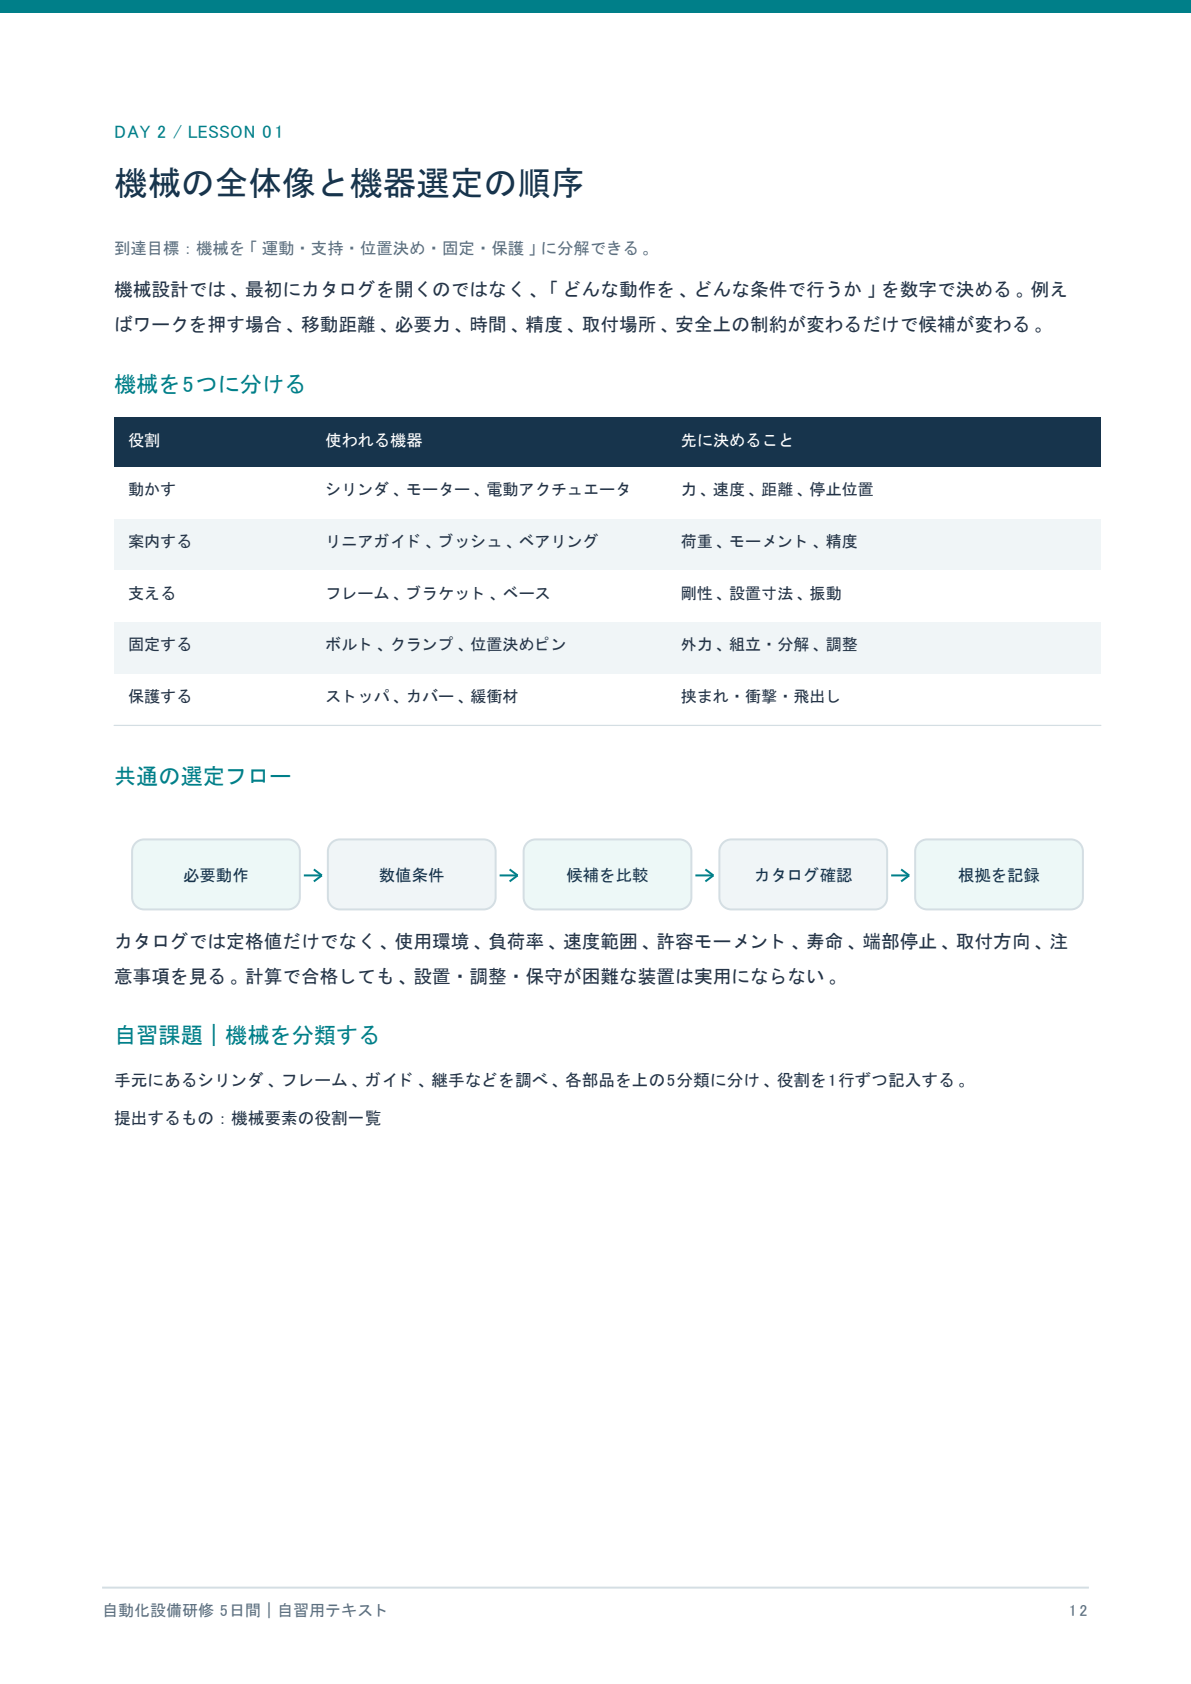 DAY 2 / LESSON 01
機械の全体像と機器選定の順序
到達目標：機械を「運動・支持・位置決め・固定・保護」に分解できる。
機械設計では、最初にカタログを開くのではなく、「どんな動作を、どんな条件で行うか」を数字で決める。例え
ばワークを押す場合、移動距離、必要力、時間、精度、取付場所、安全上の制約が変わるだけで候補が変わる。
機械を5つに分ける
役割 使われる機器 先に決めること
動かす シリンダ、モーター、電動アクチュエータ 力、速度、距離、停止位置
案内する リニアガイド、ブッシュ、ベアリング 荷重、モーメント、精度
支える フレーム、ブラケット、ベース 剛性、設置寸法、振動
固定する ボルト、クランプ、位置決めピン 外力、組立・分解、調整
保護する ストッパ、カバー、緩衝材 挟まれ・衝撃・飛出し
共通の選定フロー
必要動作 → 数値条件 → 候補を比較 → カタログ確認 → 根拠を記録
カタログでは定格値だけでなく、使用環境、負荷率、速度範囲、許容モーメント、寿命、端部停止、取付方向、注
意事項を見る。計算で合格しても、設置・調整・保守が困難な装置は実用にならない。
自習課題｜機械を分類する
手元にあるシリンダ、フレーム、ガイド、継手などを調べ、各部品を上の5分類に分け、役割を1行ずつ記入する。
提出するもの：機械要素の役割一覧
自動化設備研修 5日間｜自習用テキスト 12